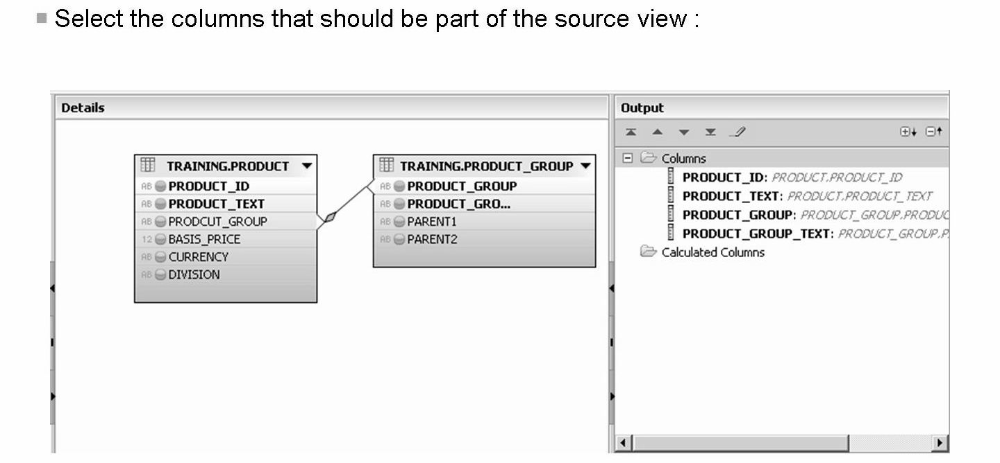 Select the columns that should be part of the source view :
Details
TRAINING.PRODUCT
AB PRODUCT_ID
AB PRODUCT_TEXT
AB PRODCUT_GROUP
12 BASIS_PRICE
AB CURRENCY
AB DIVISION
TRAINING.PRODUCT_GROUP
AB PRODUCT_GROUP
AB PRODUCT_GRO...
AB PARENT1
AB PARENT2
Output
Columns
PRODUCT_ID: PRODUCT.PRODUCT_ID
PRODUCT_TEXT: PRODUCT.PRODUCT_TEXT
PRODUCT_GROUP: PRODUCT_GROUP.PRODUC
PRODUCT_GROUP_TEXT: PRODUCT_GROUP.P
Calculated Columns